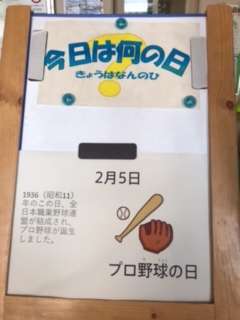 今日は何の日
きょうはなんのひ
?
2月5日
1936（昭和11）
年のこの日、全
日本職業野球連
盟が結成され、
プロ野球が誕生
しました。
プロ野球の日